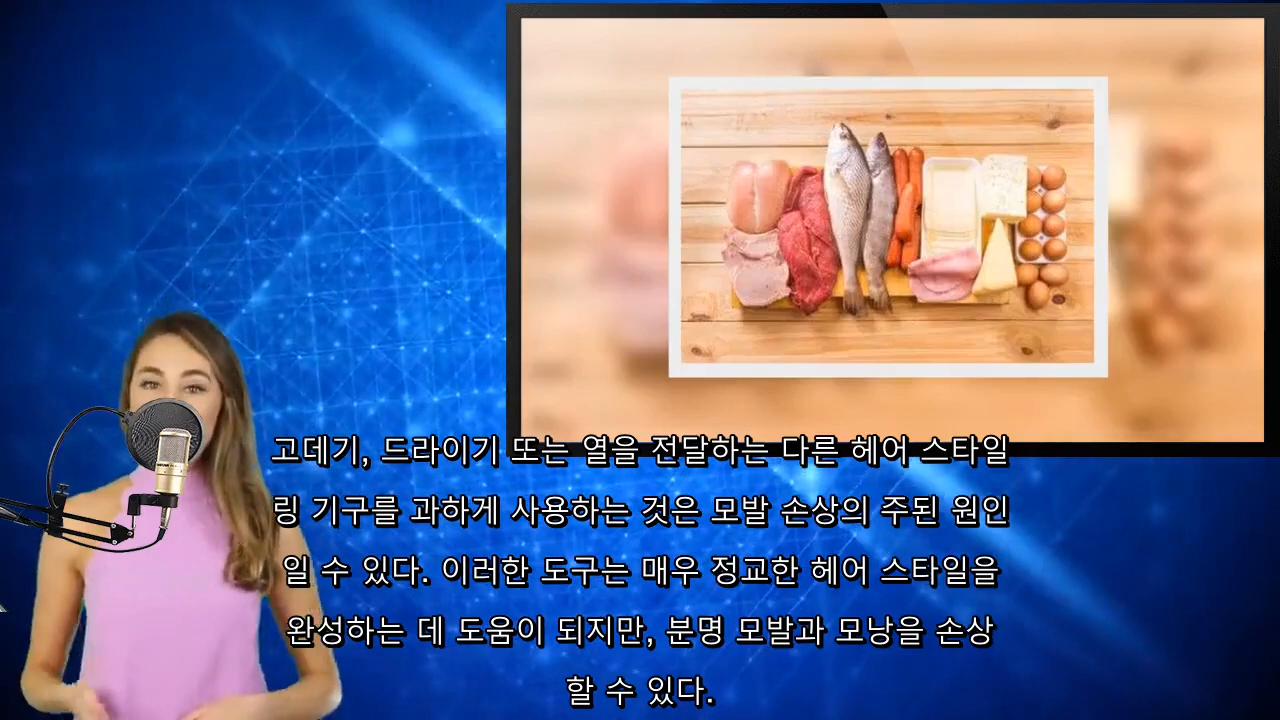 고데기, 드라이기 또는 열을 전달하는 다른 헤어 스타일
링 기구를 과하게 사용하는 것은 모발 손상의 주된 원인
일 수 있다. 이러한 도구는 매우 정교한 헤어 스타일을
완성하는 데 도움이 되지만, 분명 모발과 모낭을 손상
할 수 있다.